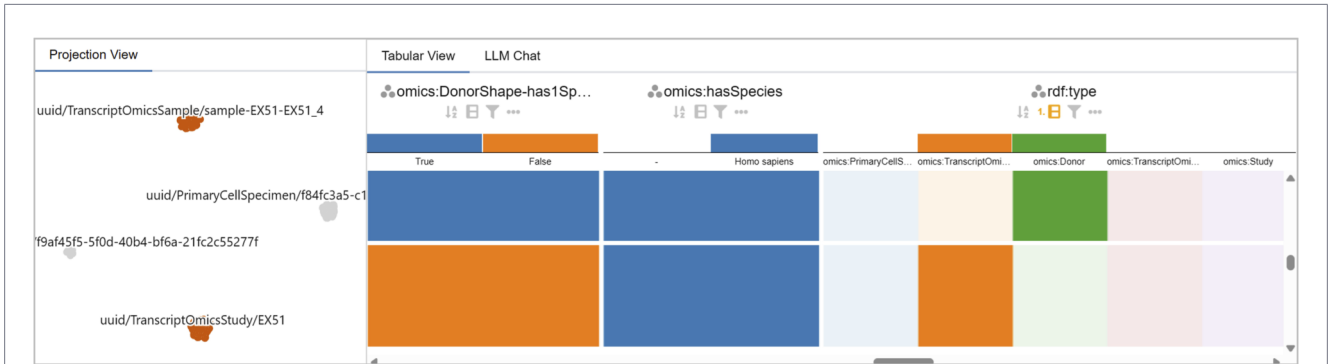 Projection View
Tabular View
LLM Chat
uuid/TranscriptOmicsSample/sample-EX51-EX51_4
uuid/PrimaryCellSpecimen/f84fc3a5-c1
f9af45f5-5f0d-40b4-bf6a-21fc2c55277f
uuid/TranscriptOmicsStudy/EX51
omics:DonorShape-has1Sp...
omics:hasSpecies
rdf:type
1.
True
False
-
Homo sapiens
omics:PrimaryCellS...
omics:TranscriptOmi...
omics:Donor
omics:TranscriptOmi...
omics:Study